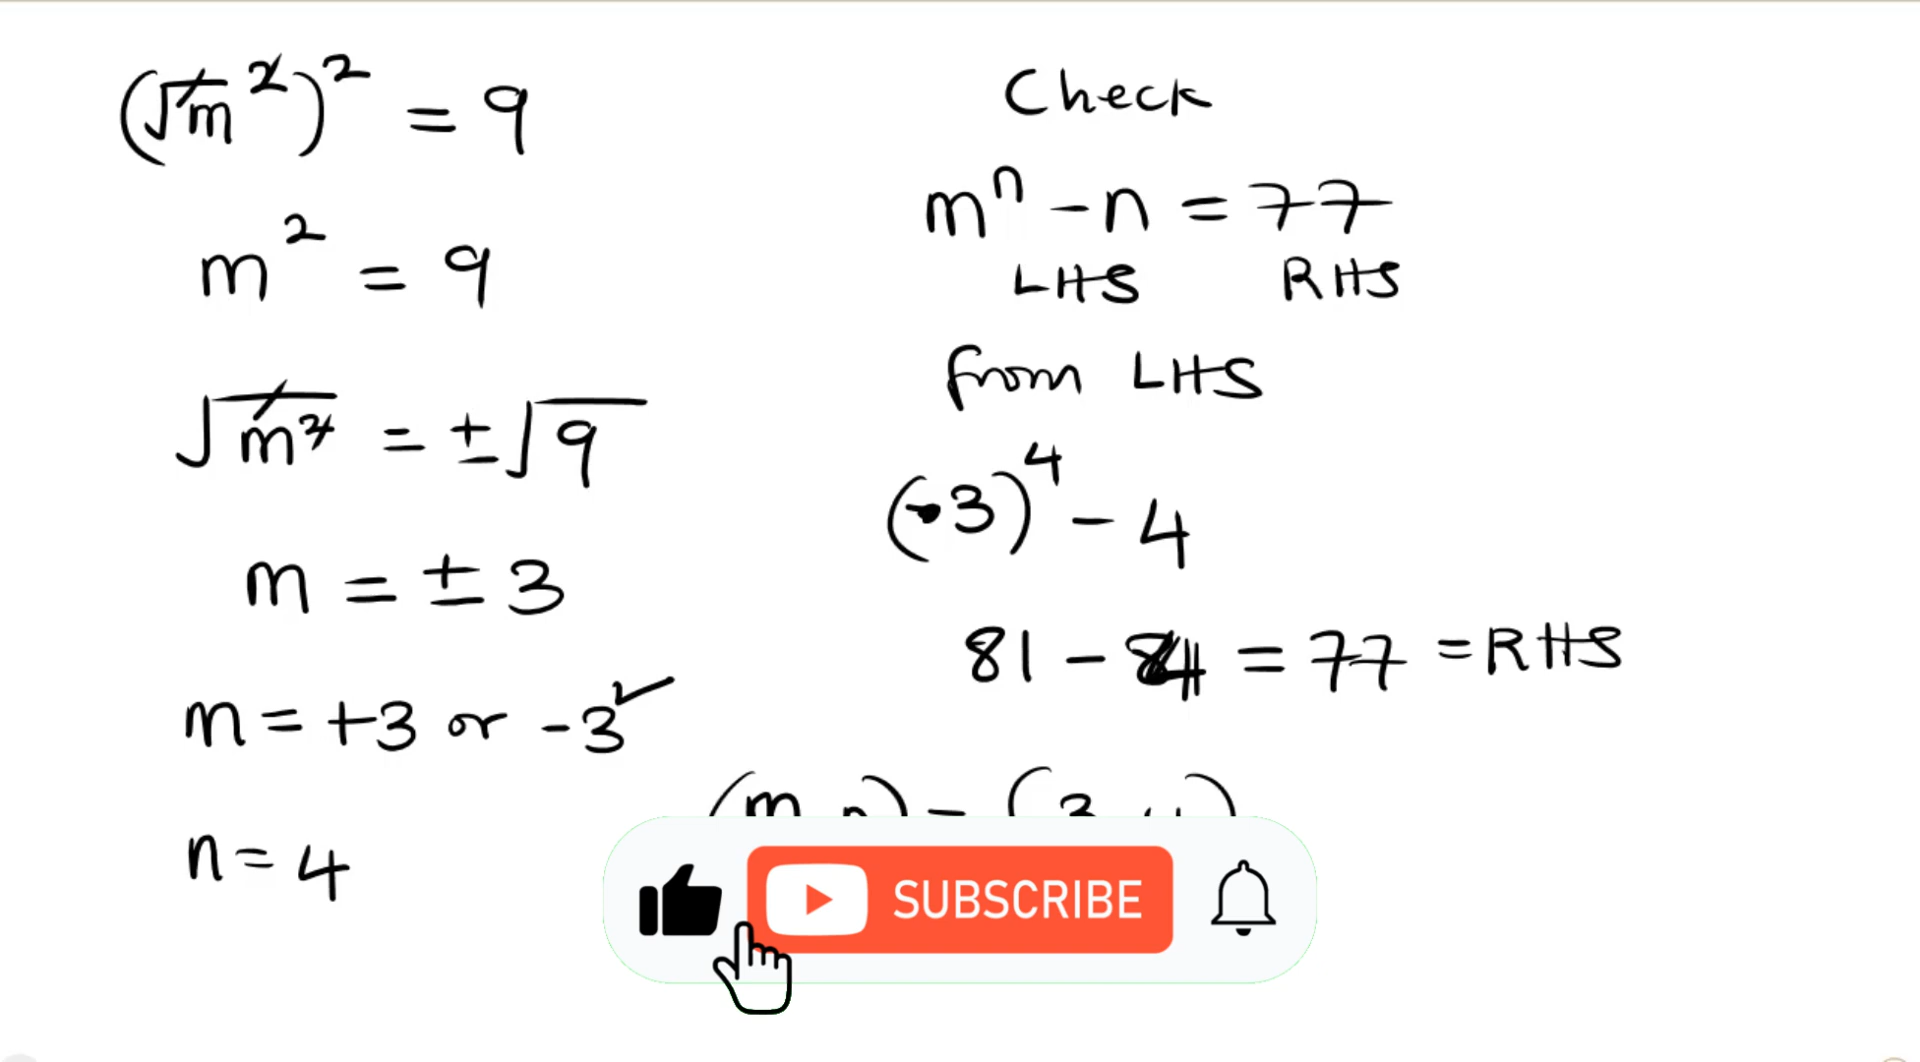 (√m²)² = 9
m² = 9
√m² = ±√9
m = ± 3
m = +3 or -3
n = 4
Check
mⁿ - n = 77
LHS RHS
from LHS
(-3)⁴ - 4
81 - 4 = 77 = RHS
SUBSCRIBE